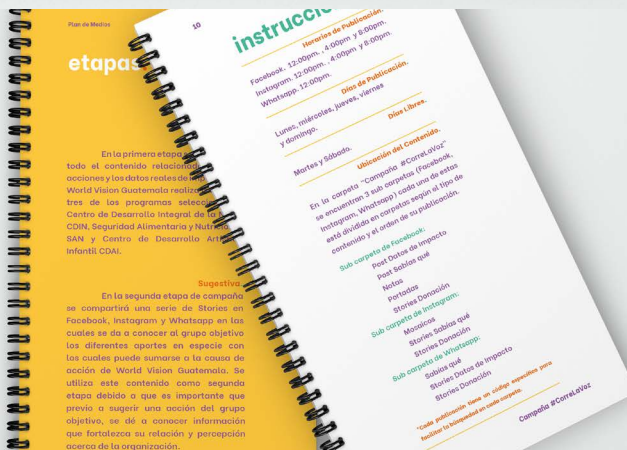 Plan de Medios
etapas
En la primera etapa
todo el contenido relacionad
acciones y los datos reales de
World Vision Guatemala realiz
tres de los programas selecci
Centro de Desarrollo Integral de la
CDIN, Seguridad Alimentaria y Nutrici
SAN y Centro de Desarrollo
Infantil CDAI.
Sugestiva.
En la segunda etapa de campaña
se compartirá una serie de Stories en
Facebook, Instagram y Whatsapp en las
cuales se da a conocer al grupo objetivo
los diferentes aportes en especie con
los cuales puede sumarse a la causa de
acción de World Vision Guatemala. Se
utiliza este contenido como segunda
etapa debido a que es importante que
previo a sugerir una acción del grupo
objetivo, se dé a conocer información
que fortalezca su relación y percepción
acerca de la organización.
10
instrucci
Horarios de Publicación.
Facebook. 12:00pm. , 4:00pm y 8:00pm.
Instagram. 12:00pm. , 4:00pm y 8:00pm.
Whatsapp. 12:00pm.
Días de Publicación.
Lunes, miércoles, jueves, viernes
y domingo.
Días Libres.
Martes y Sábado.
Ubicación del Contenido.
En la carpeta "Campaña #CorreLaVoz"
se encuentran 3 sub carpetas (Facebook,
Instagram, Whatsapp) cada una de estas
está dividida en carpetas según el tipo de
contenido y el orden de su publicación.
Sub carpeta de Facebook:
Post Datos de Impacto
Post Sabías qué
Notas
Portadas
Stories Donación
Sub carpeta de Instagram:
Mosaicos
Stories Sabías qué
Stories Donación
Sub carpeta de Whatsapp:
Sabías qué
Stories Datos de Impacto
Stories Donación
*Cada publicación tiene un código específico para
facilitar la búsqueda en cada carpeta.
Campaña #CorreLaVoz